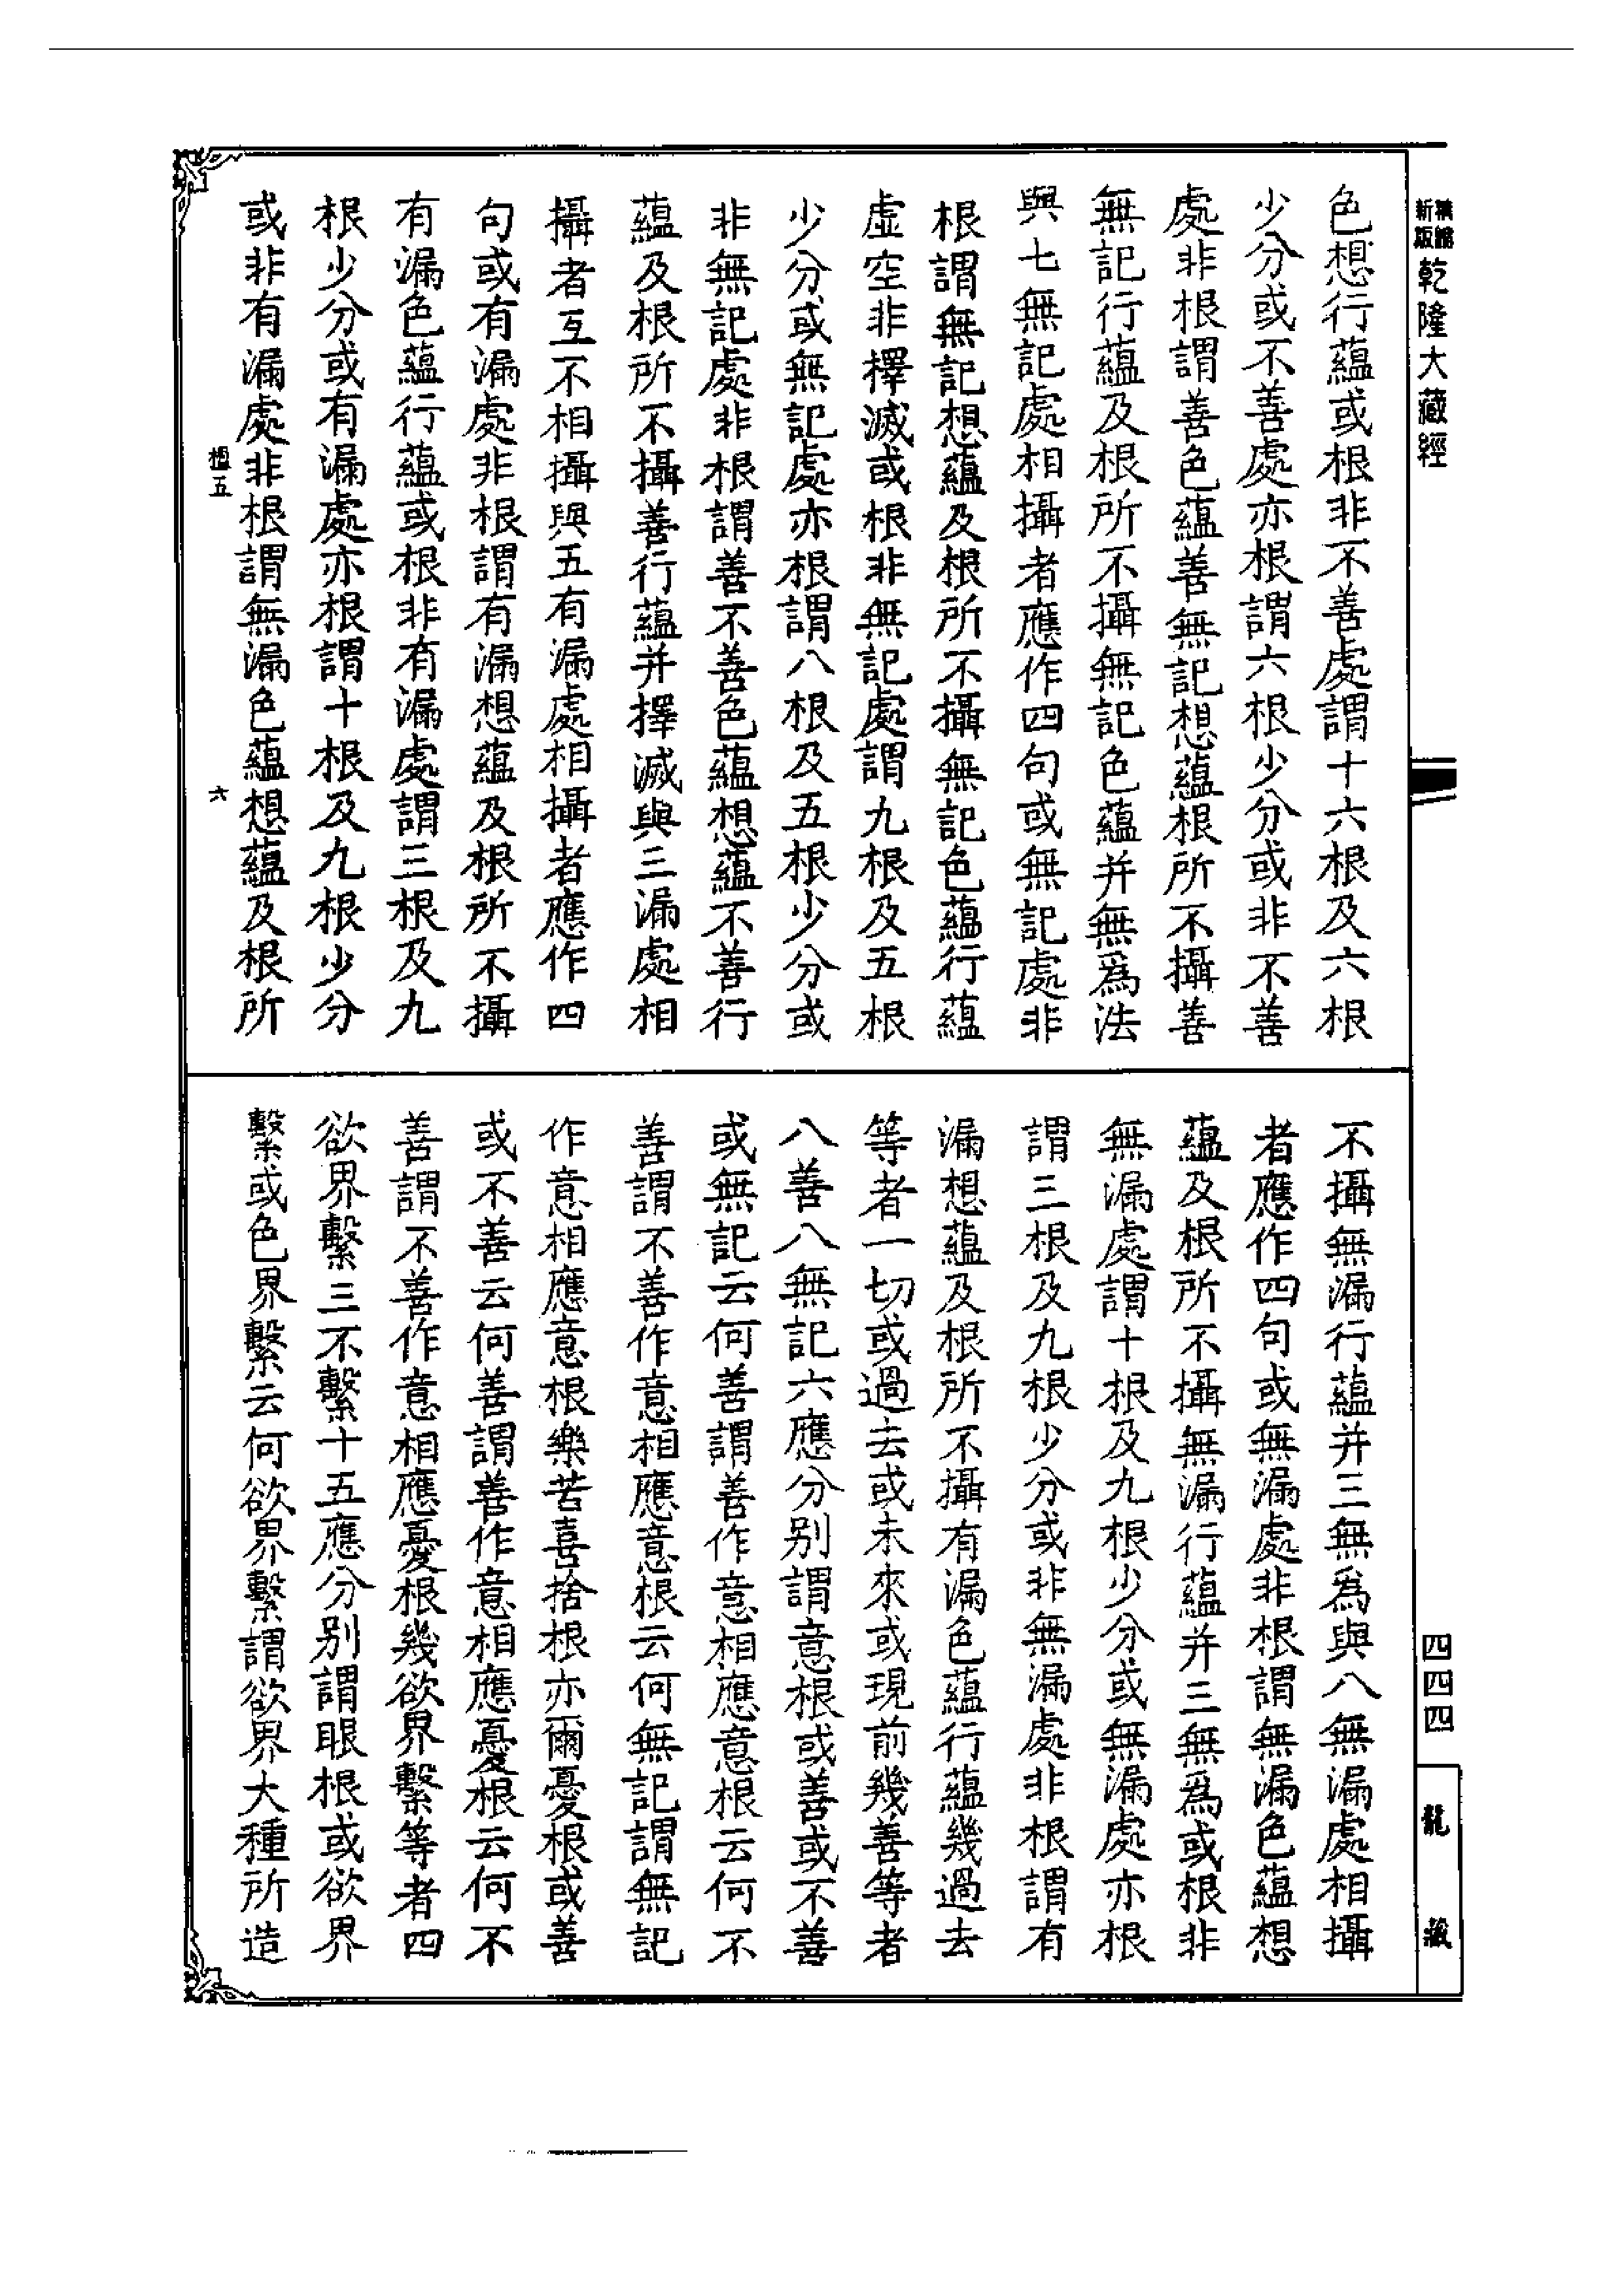 新版
乾隆大藏經
色想行蘊或根非不善處謂十六根及六根
少分或不善處亦根謂六根少分或非不善
處非根謂善色蘊善無記想蘊根所不攝善
無記行蘊及根所不攝無記色蘊并無爲法
與七無記處相攝者應作四句或無記處非
根謂無記想蘊及根所不攝無記色蘊行蘊
虛空非擇滅或根非無記處謂九根及五根
少分或無記處亦根謂八根及五根少分或
非無記處非根謂善不善色蘊想蘊不善行
蘊及根所不攝善行蘊并擇滅與三漏處相
攝者互不相攝與五有漏處相攝者應作四
句或有漏處非根謂有漏想蘊及根所不攝
有漏色蘊行蘊或根非有漏處謂三根及九
根少分或有漏處亦根謂十根及九根少分
或非有漏處非根謂無漏色蘊想蘊及根所
五
六
不攝無漏行蘊并三無爲與八無漏處相攝
者應作四句或無漏處非根謂無漏色蘊想
蘊及根所不攝無漏行蘊并三無爲或根非
無漏處謂十根及九根少分或無漏處亦根
謂三根及九根少分或非無漏處非根謂有
漏想蘊及根所不攝有漏色蘊行蘊幾過去
等者一切或過去或未來或現前幾善等者
八善八無記六應分別謂意根或善或不善
或無記云何善謂善作意相應意根云何不
善謂不善作意相應意根云何無記謂無記
作意相應意根樂苦喜捨根亦爾憂根或善
或不善云何善謂善作意相應憂根云何不
善謂不善作意相應憂根幾欲界繫等者四
欲界繫三不繫十五應分別謂眼根或欲界
繫或色界繫云何欲界繫謂欲界大種所造
四四四
龍藏